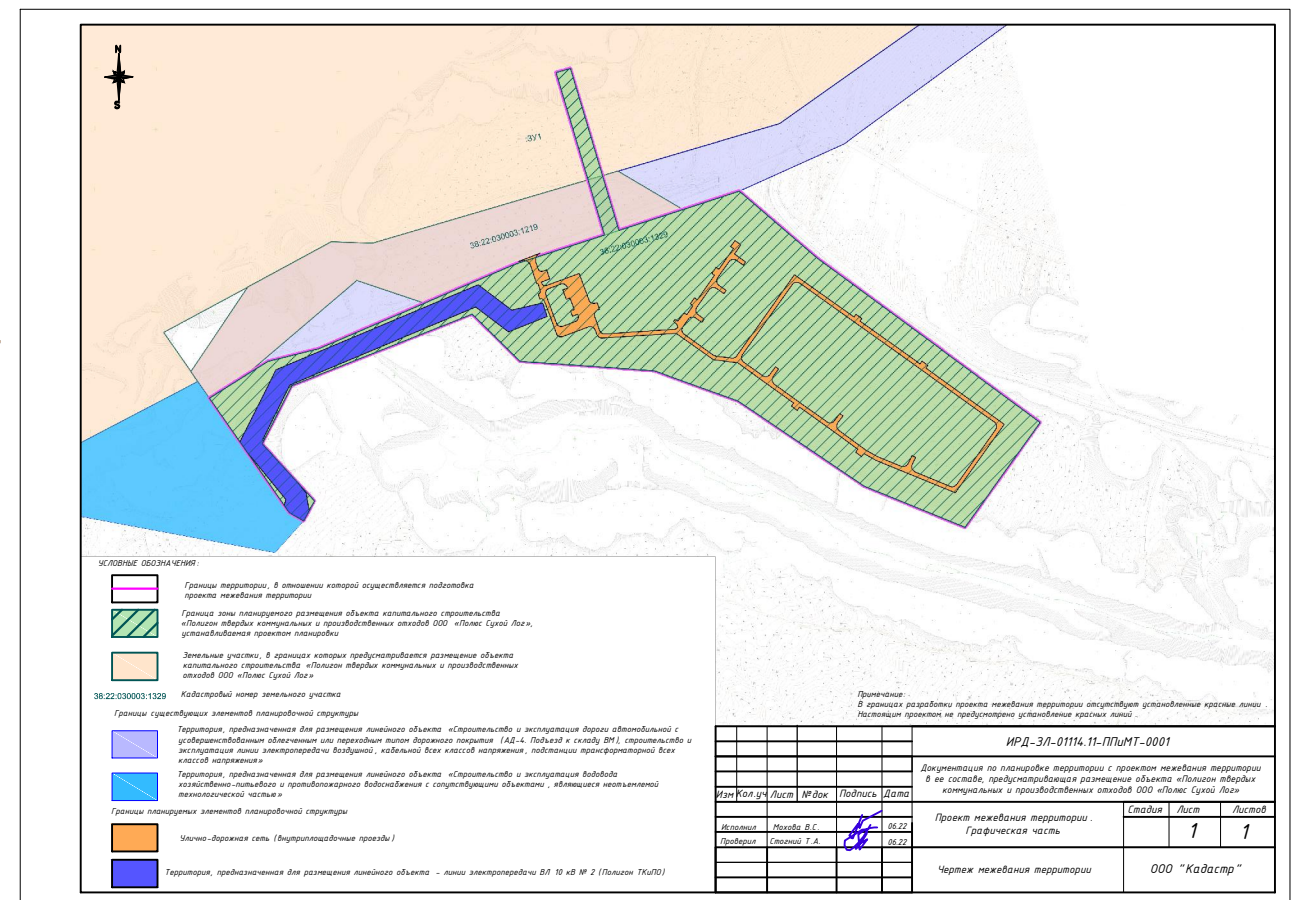 N
S
:ЗУ1
38:22:030003:1219
38:22:030003:1329
УСЛОВНЫЕ ОБОЗНАЧЕНИЯ:
Границы территории, в отношении которой осуществляется подготовка
проекта межевания территории
Граница зоны планируемого размещения объекта капитального строительства
«Полигон твердых коммунальных и производственных отходов ООО «Полюс Сухой Лог»,
устанавливаемая проектом планировки
Земельные участки, в границах которых предусматривается размещение объекта
капитального строительства «Полигон твердых коммунальных и производственных
отходов ООО «Полюс Сухой Лог»
38:22:030003:1329 Кадастровый номер земельного участка
Границы существующих элементов планировочной структуры
Территория, предназначенная для размещения линейного объекта «Строительство и эксплуатация дороги автомобильной с
усовершенствованным облегченным или переходным типом дорожного покрытия (АД-4. Подъезд к складу ВМ), строительство и
эксплуатация линии электропередачи воздушной, кабельной всех классов напряжения, подстанции трансформаторной всех
классов напряжения»
Территория, предназначенная для размещения линейного объекта «Строительство и эксплуатация водовода
хозяйственно-питьевого и противопожарного водоснабжения с сопутствующими объектами, являющиеся неотъемлемой
технологической частью»
Границы планируемых элементов планировочной структуры
Улично-дорожная сеть (внутриплощадочные проезды)
Территория, предназначенная для размещения линейного объекта - линии электропередачи ВЛ 10 кВ № 2 (Полигон ТКиПО)
Примечание:
В границах разработки проекта межевания территории отсутствуют установленные красные линии.
Настоящим проектом не предусмотрено установление красных линий.
ИРД-ЗЛ-01114.11-ППиМТ-0001
Документация по планировке территории с проектом межевания территории
в ее составе, предусматривающая размещение объекта «Полигон твердых
коммунальных и производственных отходов ООО «Полюс Сухой Лог»
Изм Кол.уч Лист №док Подпись Дата
Исполнил Мохова В.С. 06.22
Проверил Стогний Т.А. 06.22
Проект межевания территории.
Графическая часть
Стадия Лист Листов
1 1
Чертеж межевания территории
ООО "Кадастр"